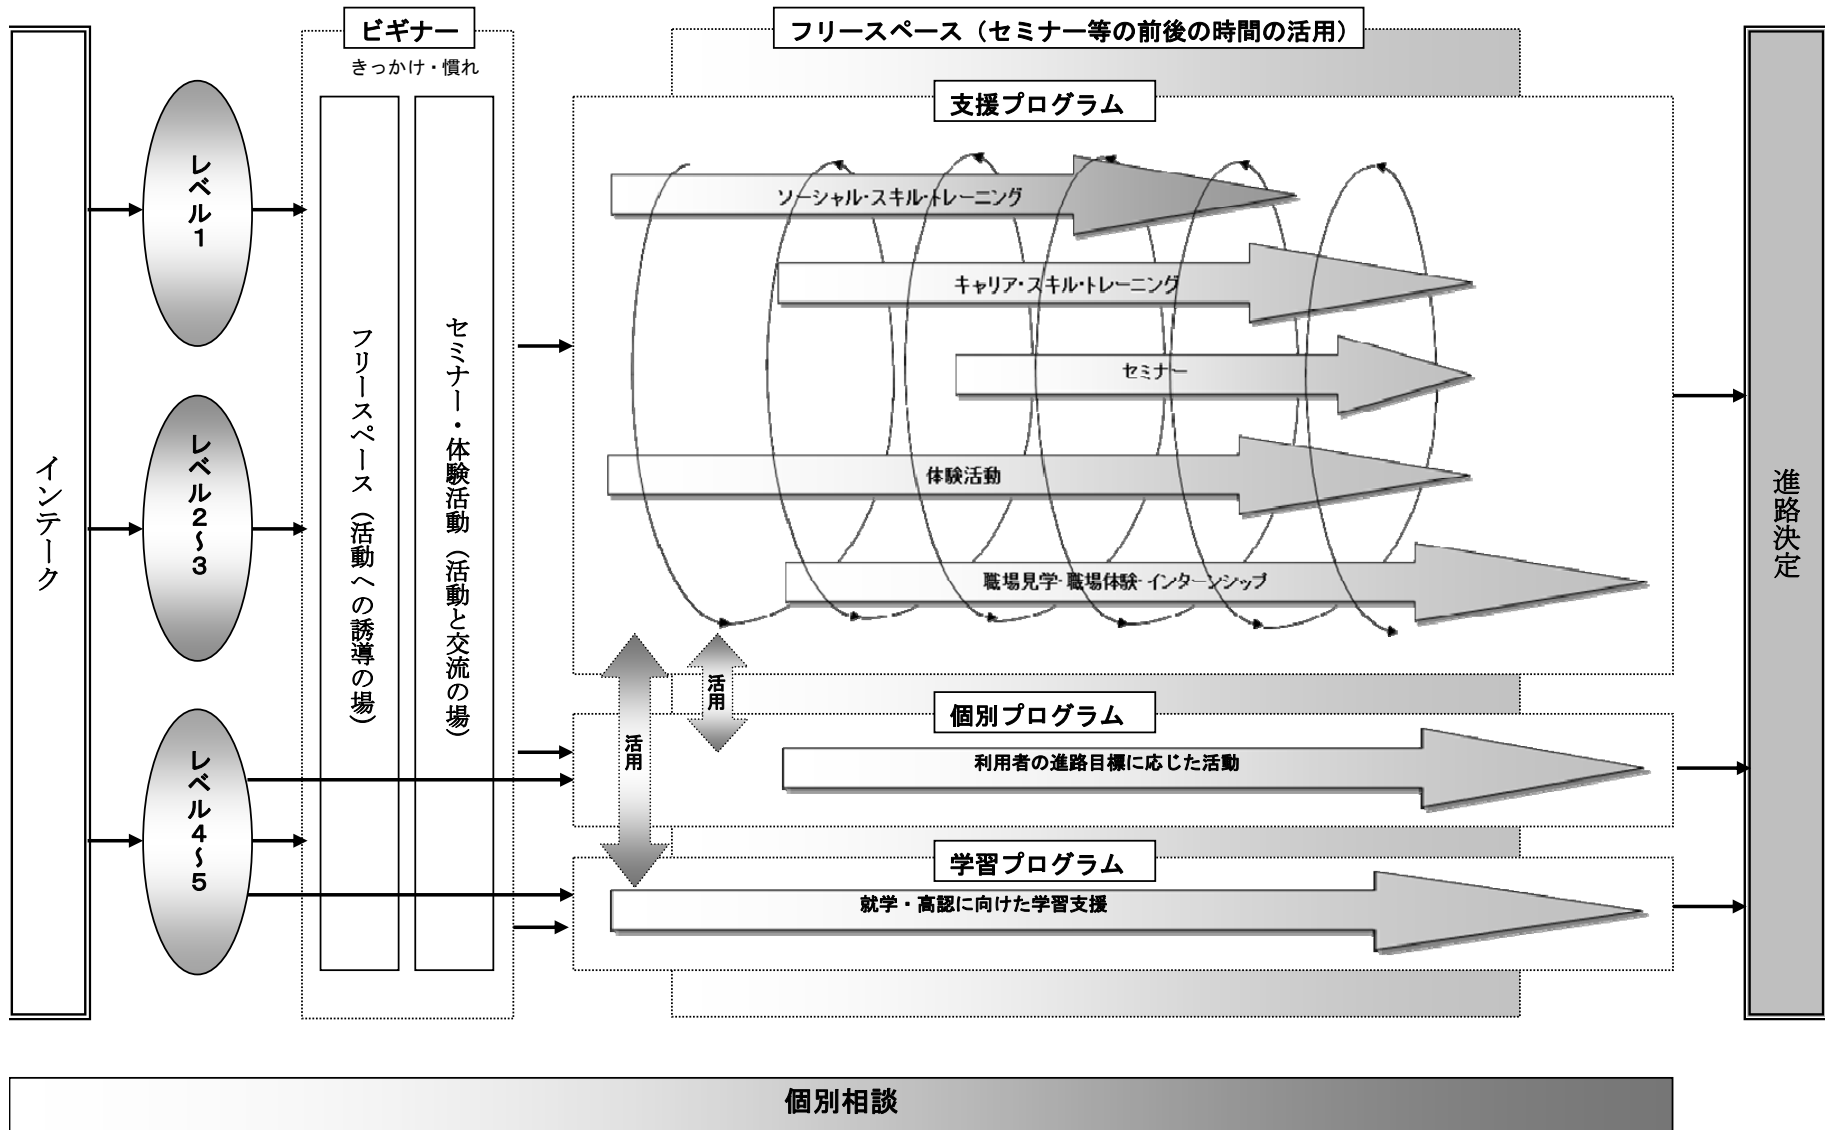 インテーク
レベル1
レベル2~3
レベル4~5
ビギナー
きっかけ・慣れ
フリースペース（活動への誘導の場）
セミナー・体験活動（活動と交流の場）
フリースペース（セミナー等の前後の時間の活用）
支援プログラム
ソーシャル・スキル・トレーニング
キャリア・スキル・トレーニング
セミナー
体験活動
職場見学・職場体験・インターンシップ
活用
活用
個別プログラム
利用者の進路目標に応じた活動
学習プログラム
就学・高認に向けた学習支援
進路決定
個別相談